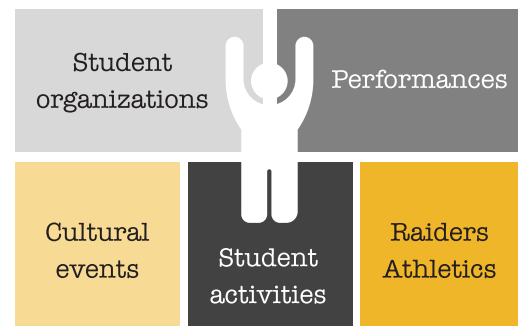 Student
organizations
Performances
Cultural
events
Student
activities
Raiders
Athletics